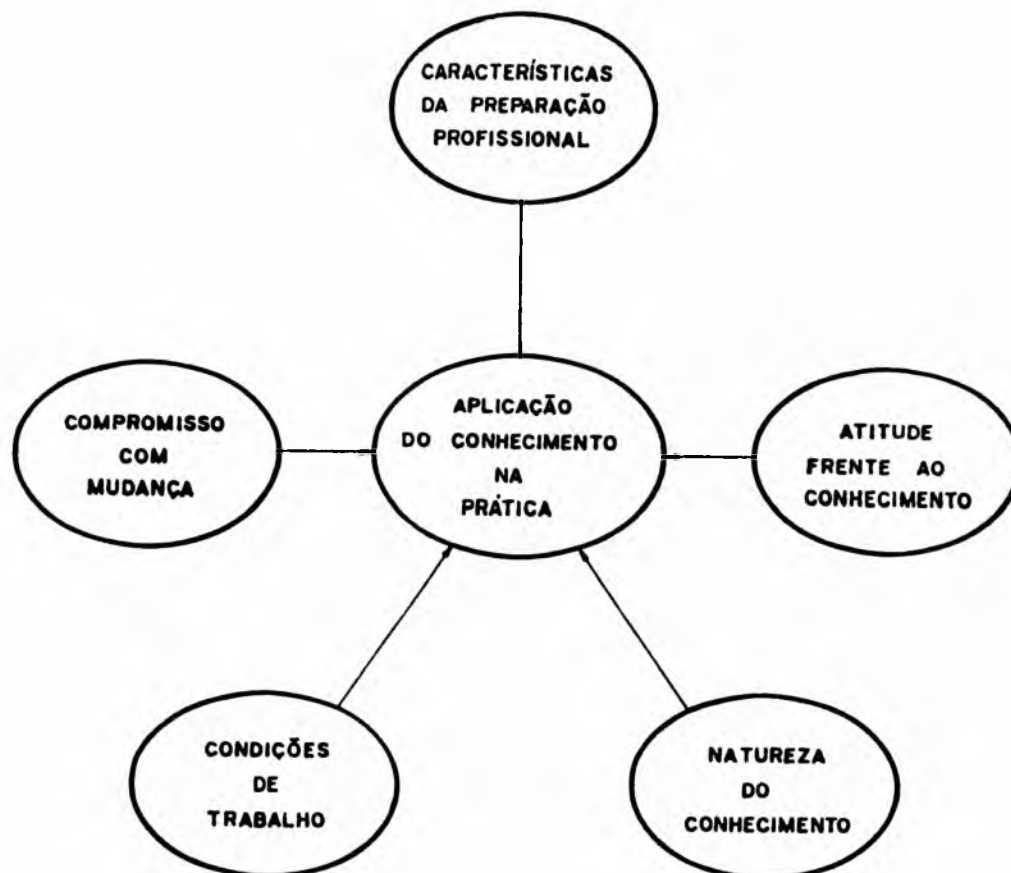 CARACTERÍSTICAS
DA PREPARAÇÃO
PROFISSIONAL
COMPROMISSO
COM
MUDANÇA
APLICAÇÃO
DO CONHECIMENTO
NA
PRÁTICA
ATITUDE
FRENTE AO
CONHECIMENTO
CONDIÇÕES
DE
TRABALHO
NATUREZA
DO
CONHECIMENTO